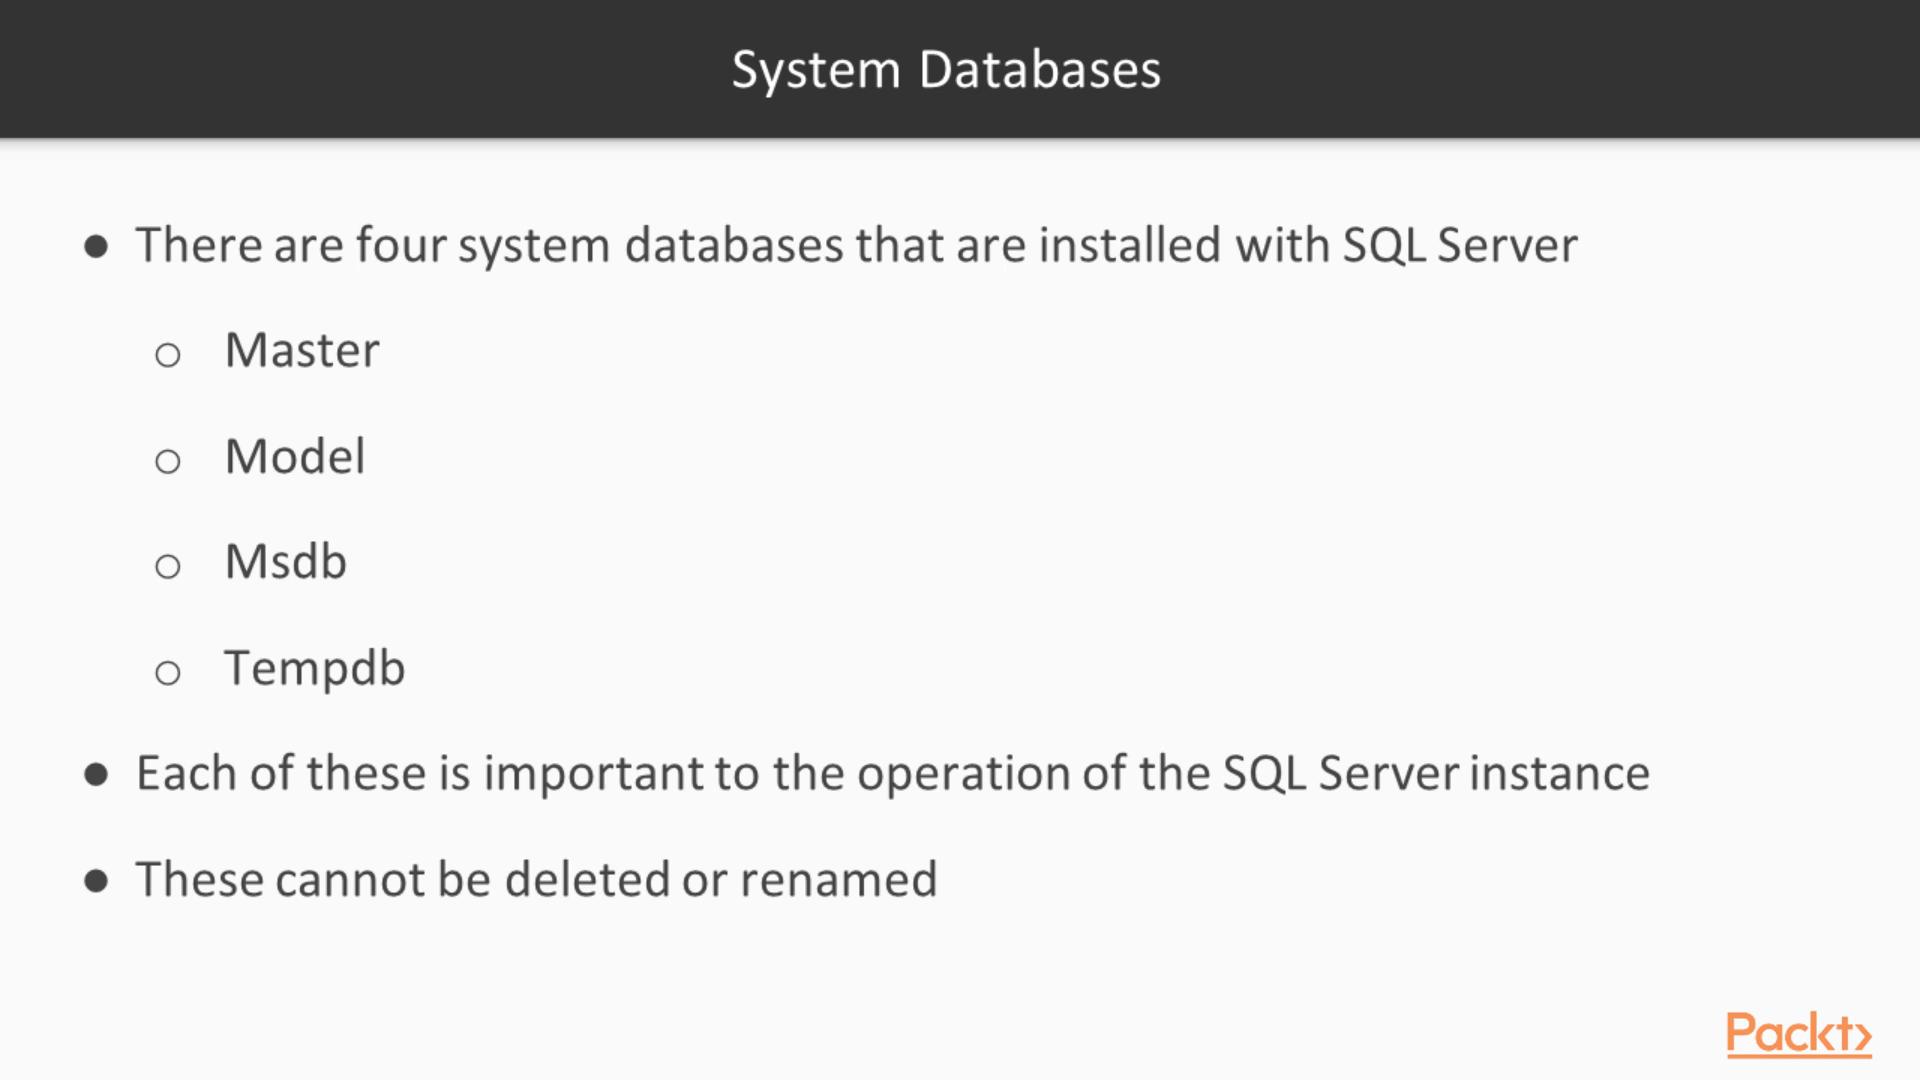 System Databases
● There are four system databases that are installed with SQL Server
○ Master
○ Model
○ Msdb
○ Tempdb
● Each of these is important to the operation of the SQL Server instance
● These cannot be deleted or renamed
Packt>